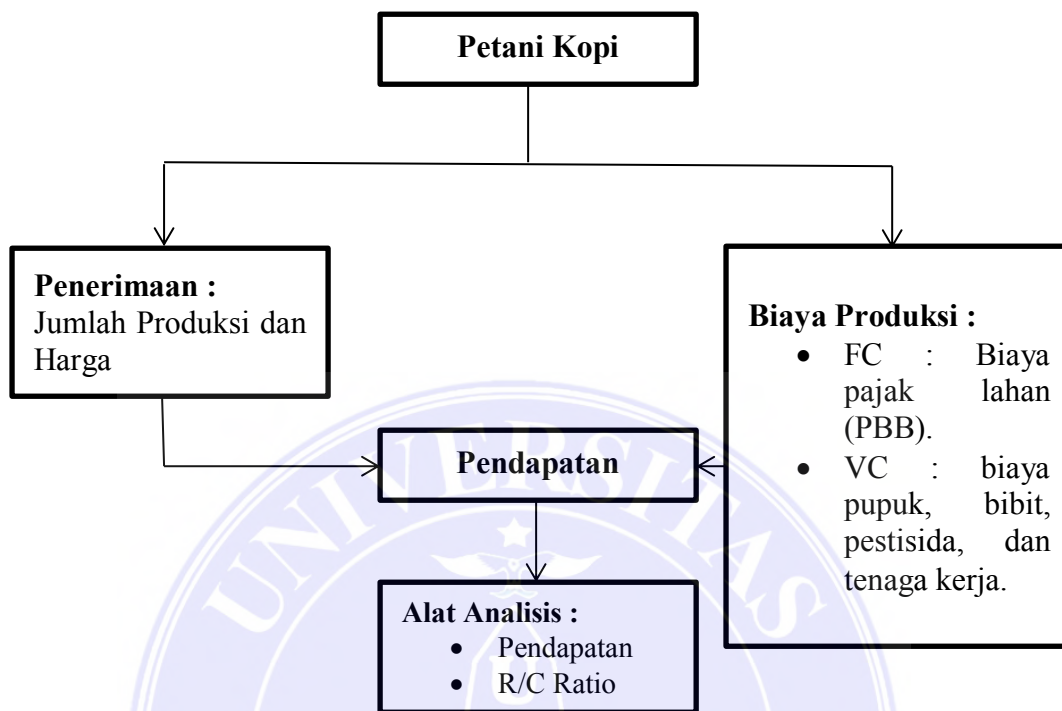 Petani Kopi
Penerimaan :
Jumlah Produksi dan
Harga
Biaya Produksi :
• FC : Biaya
pajak lahan
(PBB).
• VC : biaya
pupuk, bibit,
pestisida, dan
tenaga kerja.
Pendapatan
Alat Analisis :
• Pendapatan
• R/C Ratio
UNIVERSITAS
U